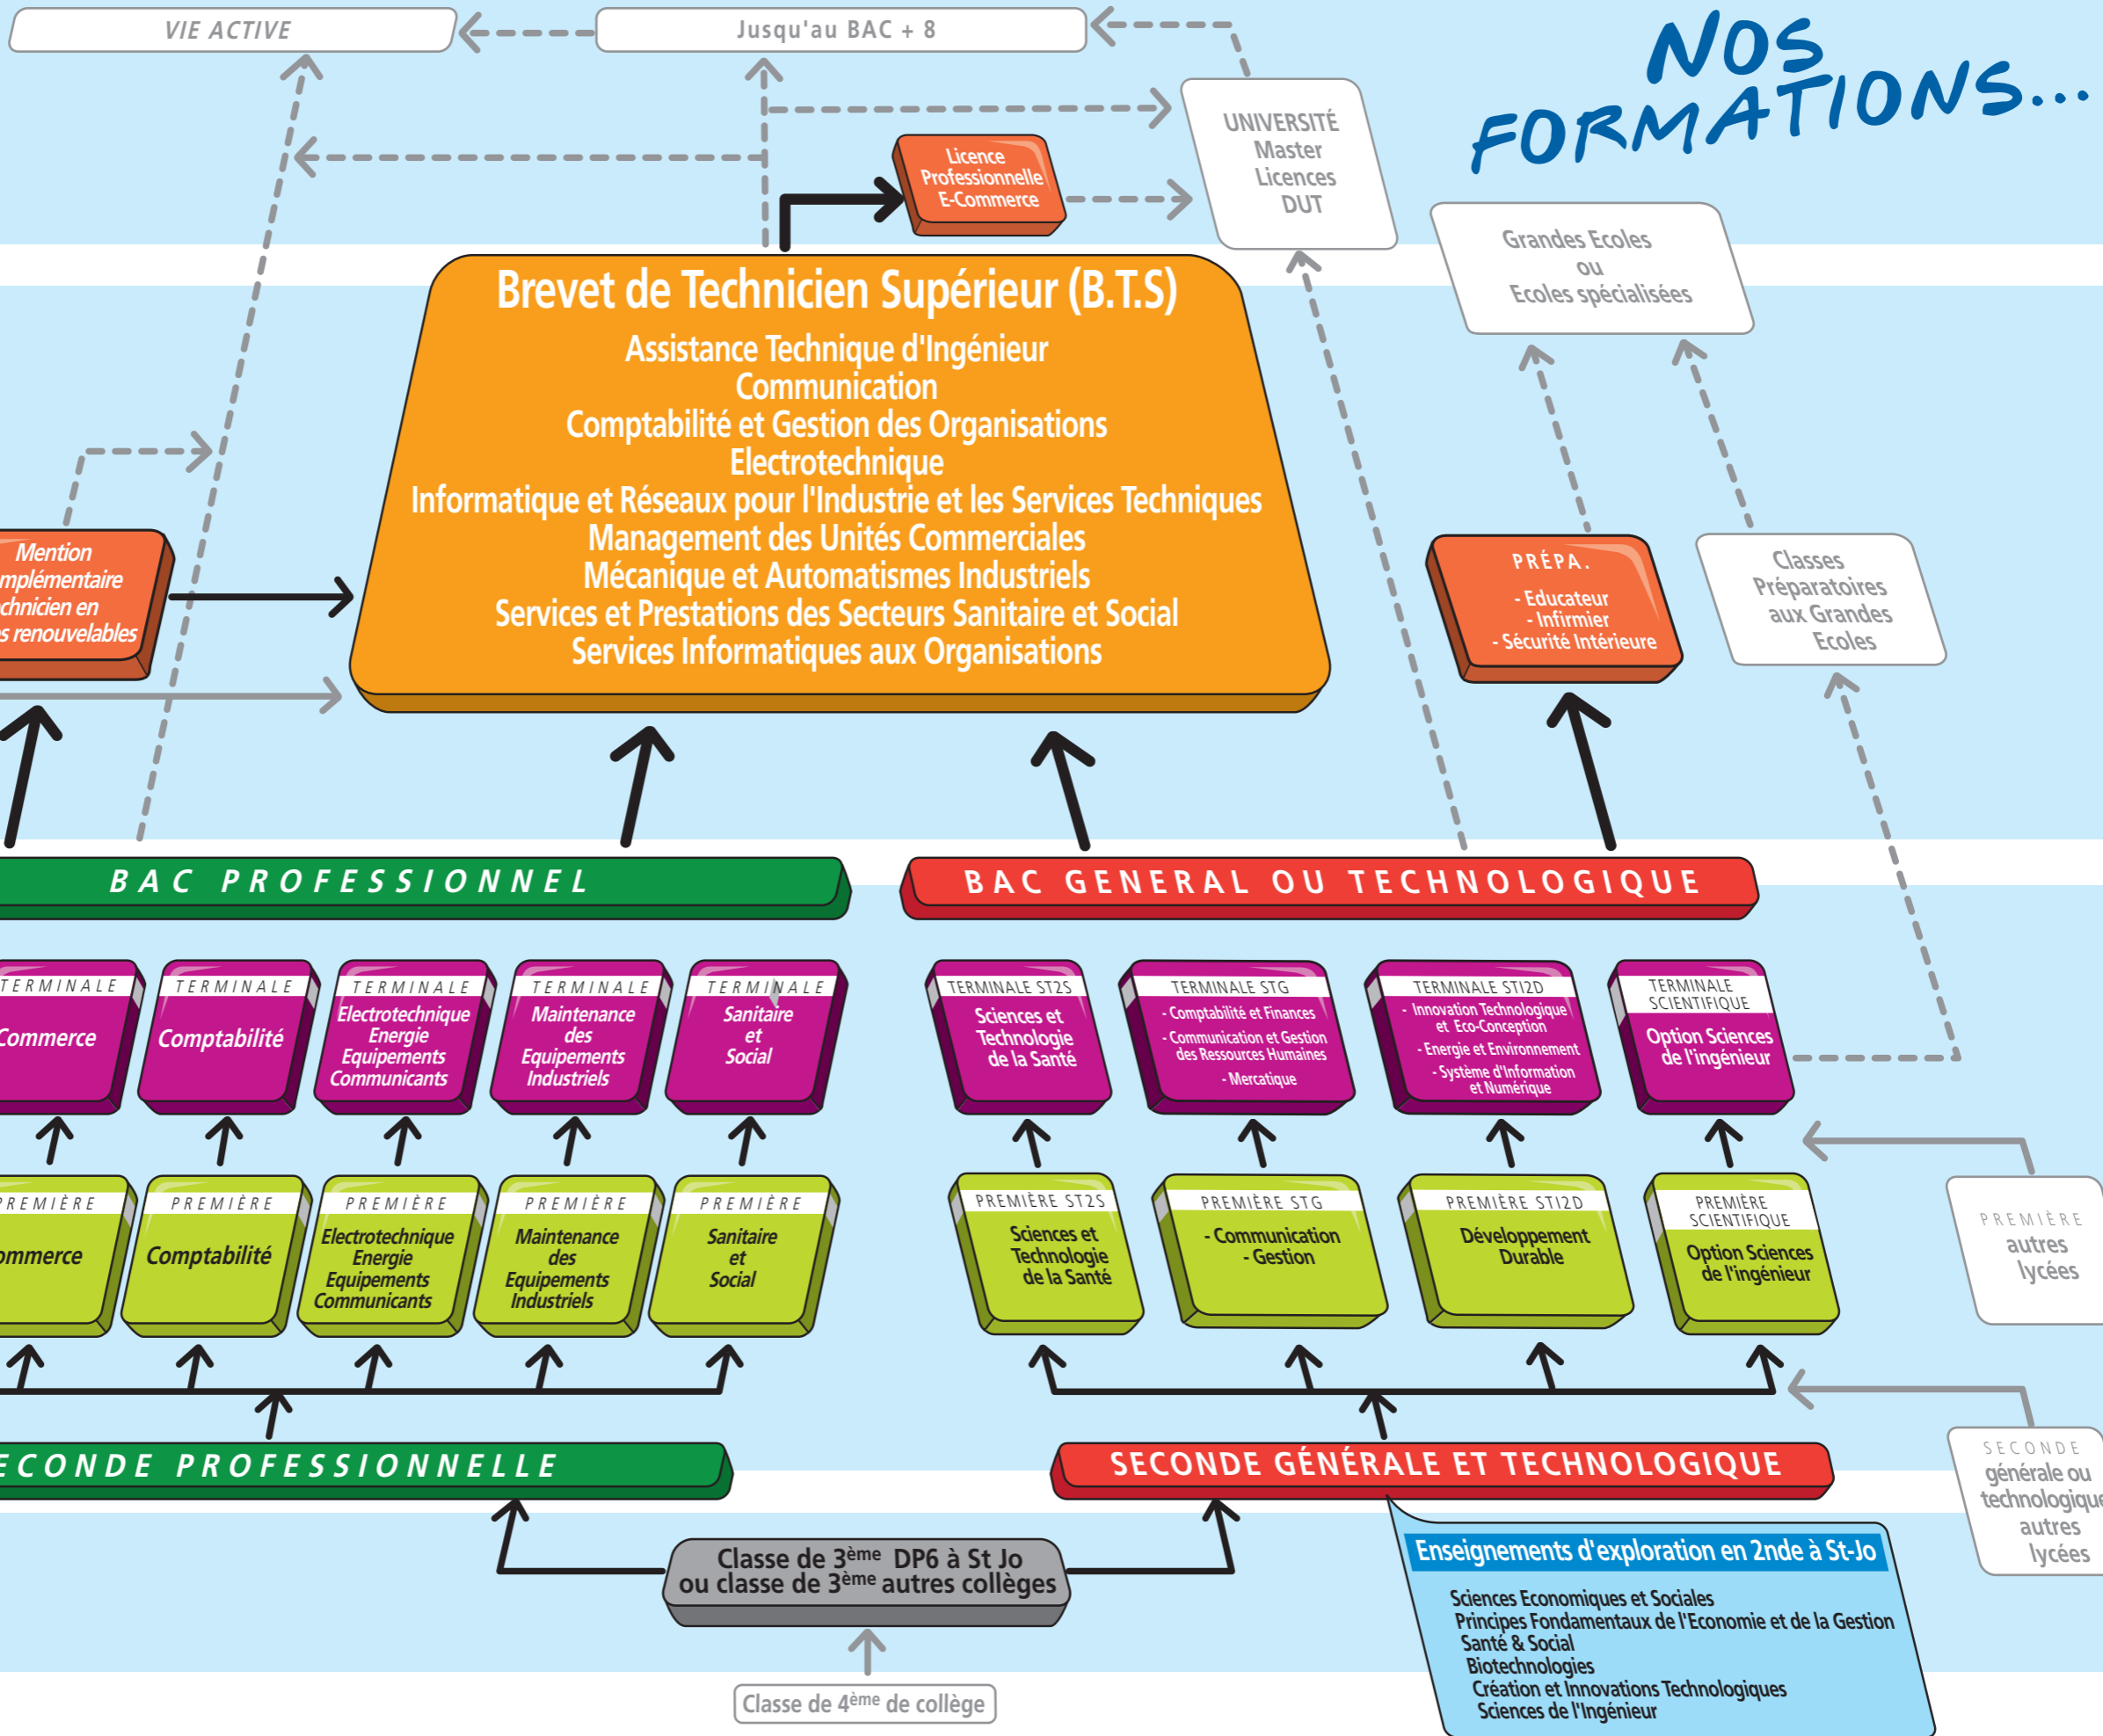 VIE ACTIVE
Jusqu'au BAC + 8
NOS
FORMATIONS...
UNIVERSITÉ
Master
Licences
DUT
Licence
Professionnelle
E-Commerce
Grandes Ecoles
ou
Ecoles spécialisées
Brevet de Technicien Supérieur (B.T.S)
Assistance Technique d'Ingénieur
Communication
Comptabilité et Gestion des Organisations
Electrotechnique
Informatique et Réseaux pour l'Industrie et les Services Techniques
Management des Unités Commerciales
Mécanique et Automatismes Industriels
Services et Prestations des Secteurs Sanitaire et Social
Services Informatiques aux Organisations
Mention
mplémentaire
chnicien en
es renouvelables
PRÉPA.
- Educateur
- Infirmier
- Sécurité Intérieure
Classes
Préparatoires
aux Grandes
Ecoles
BAC PROFESSIONNEL
BAC GENERAL OU TECHNOLOGIQUE
TERMINALE
Commerce
TERMINALE
Comptabilité
TERMINALE
Electrotechnique
Energie
Equipements
Communicants
TERMINALE
Maintenance
des
Equipements
Industriels
TERMINALE
Sanitaire
et
Social
TERMINALE ST2S
Sciences et
Technologie
de la Santé
TERMINALE STG
- Comptabilité et Finances
- Communication et Gestion
des Ressources Humaines
- Mercatique
TERMINALE STI2D
- Innovation Technologique
et Eco-Conception
- Energie et Environnement
- Système d'Information
et Numérique
TERMINALE
SCIENTIFIQUE
Option Sciences
de l'ingénieur
REMIÈRE
ommerce
PREMIÈRE
Comptabilité
PREMIÈRE
Electrotechnique
Energie
Equipements
Communicants
PREMIÈRE
Maintenance
des
Equipements
Industriels
PREMIÈRE
Sanitaire
et
Social
PREMIÈRE ST2S
Sciences et
Technologie
de la Santé
PREMIÈRE STG
- Communication
- Gestion
PREMIÈRE STI2D
Développement
Durable
PREMIÈRE
SCIENTIFIQUE
Option Sciences
de l'ingénieur
PREMIÈRE
autres
lycées
ECONDE PROFESSIONNELLE
SECONDE GÉNÉRALE ET TECHNOLOGIQUE
SECONDE
générale ou
technologique
autres
lycées
Classe de 3ème DP6 à St Jo
ou classe de 3ème autres collèges
Enseignements d'exploration en 2nde à St-Jo
Sciences Economiques et Sociales
Principes Fondamentaux de l'Economie et de la Gestion
Santé & Social
Biotechnologies
Création et Innovations Technologiques
Sciences de l'Ingénieur
Classe de 4ème de collège